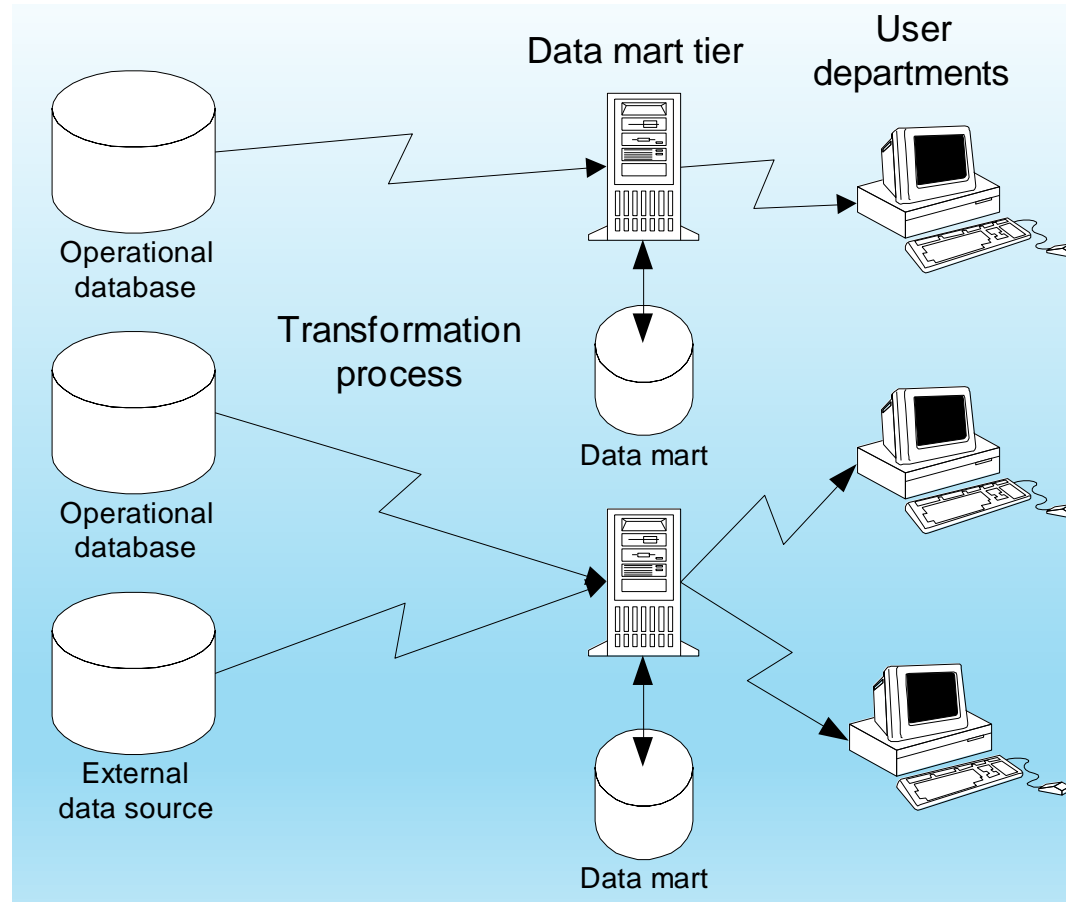 Data mart tier
User
departments
Operational
database
Transformation
process
Data mart
Operational
database
External
data source
Data mart